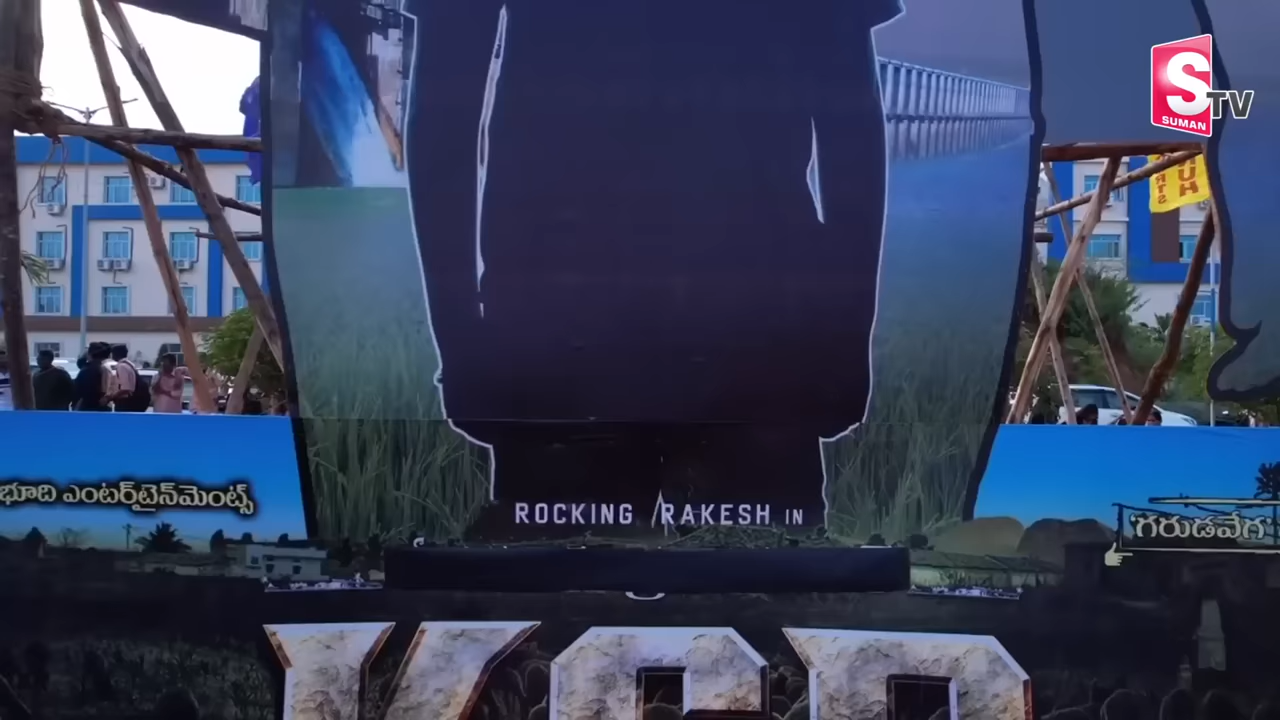 S
TV
SUMAN
భూది ఎంటర్‌టైన్‌మెంట్స్
ROCKING RAKESH IN
'గరుడవేగ'